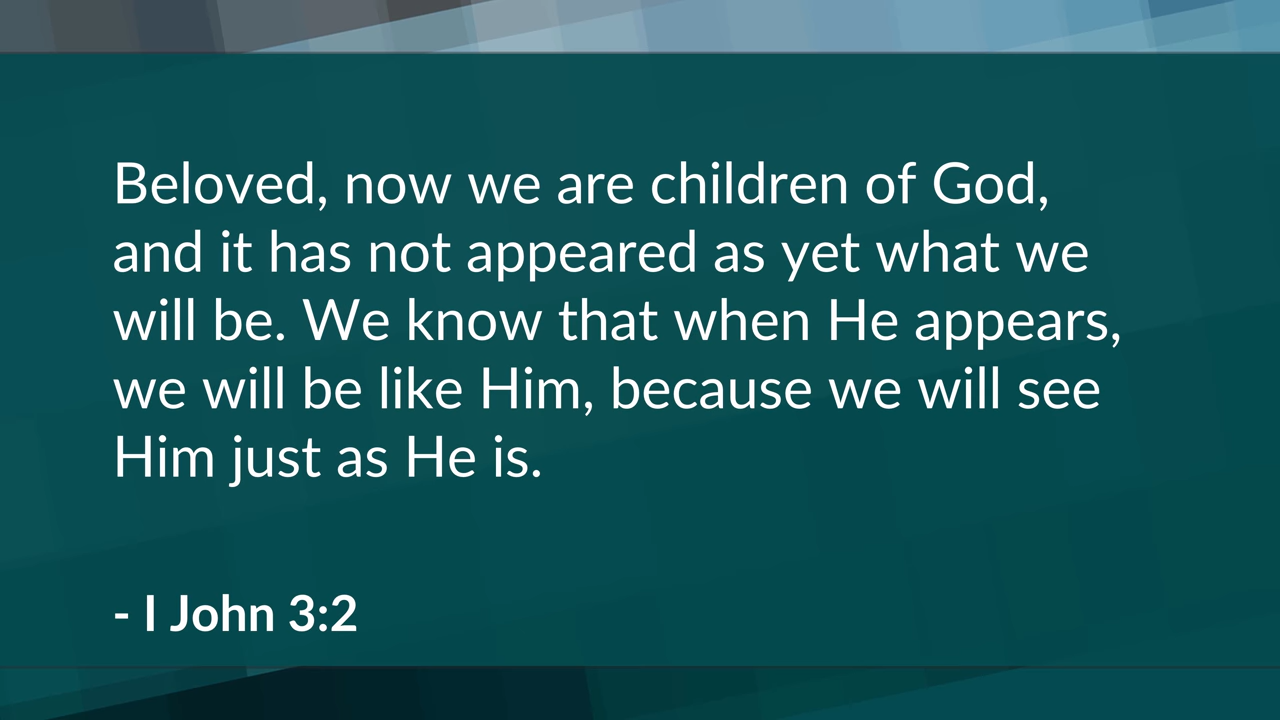 Beloved, now we are children of God,
and it has not appeared as yet what we
will be. We know that when He appears,
we will be like Him, because we will see
Him just as He is.
- I John 3:2